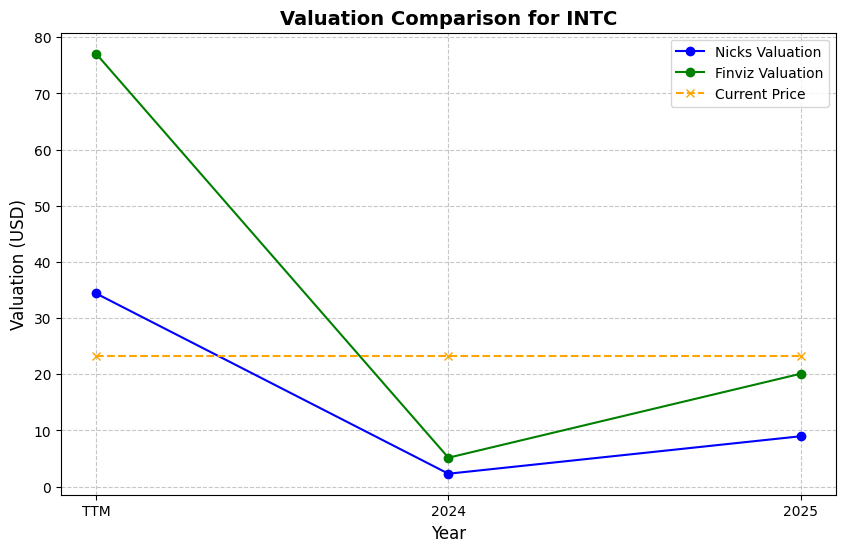 Valuation Comparison for INTC
Nicks Valuation
Finviz Valuation
Current Price
Valuation (USD)
80
70
60
50
40
30
20
10
0
TTM 2024 2025
Year